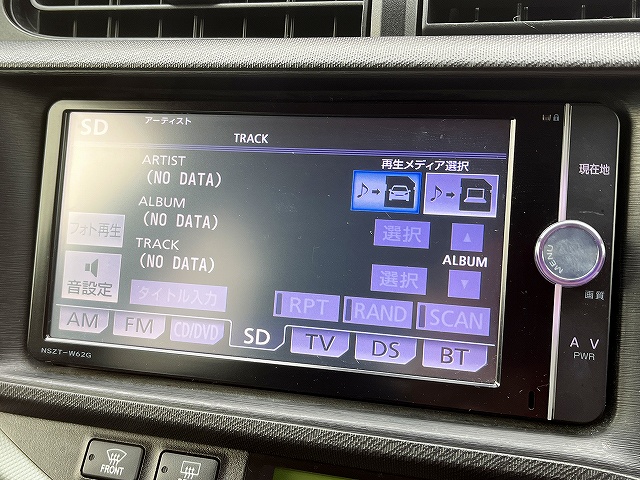 SD
アーティスト
TRACK
ARTIST
(NO DATA)
再生メディア選択
ALBUM
(NO DATA)
フォト再生
選択
TRACK
ALBUM
(NO DATA)
選択
音設定
タイトル入力
RPT RAND SCAN
AM FM CD/DVD SD TV DS BT
NSZT-W62G
現在地
MENU
画質
A V
PWR
FRONT